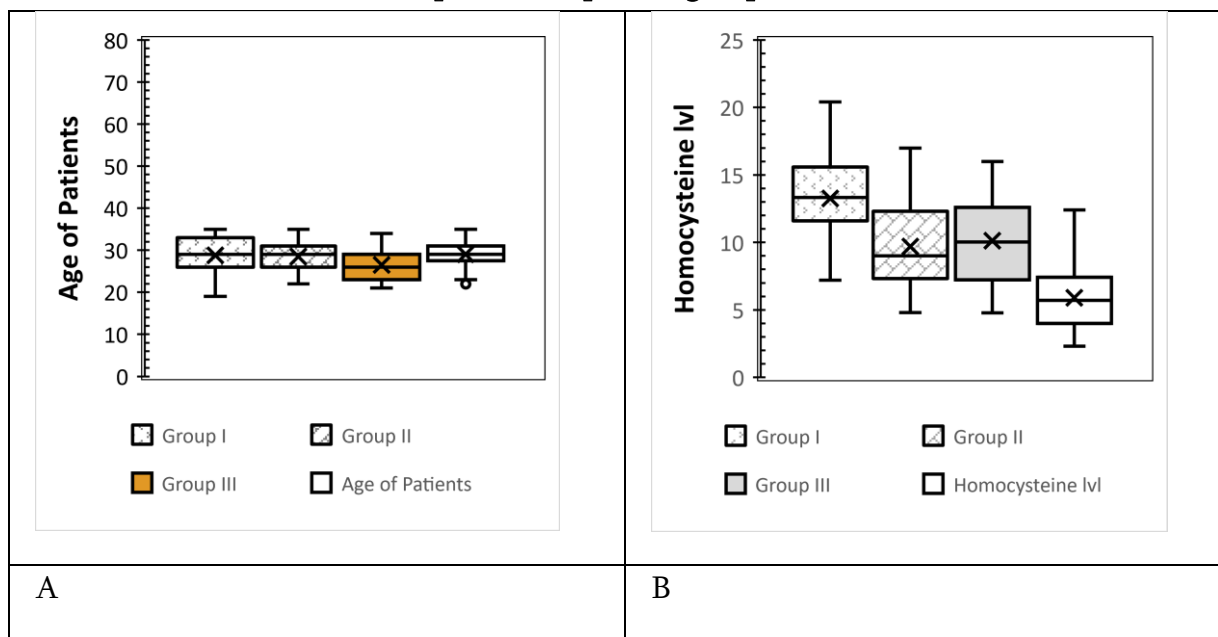 Age of Patients
80
70
60
50
40
30
20
10
0
Group I
Group II
Group III
Age of Patients
Homocysteine lvl
25
20
15
10
5
0
Group I
Group II
Group III
Homocysteine lvl
A
B